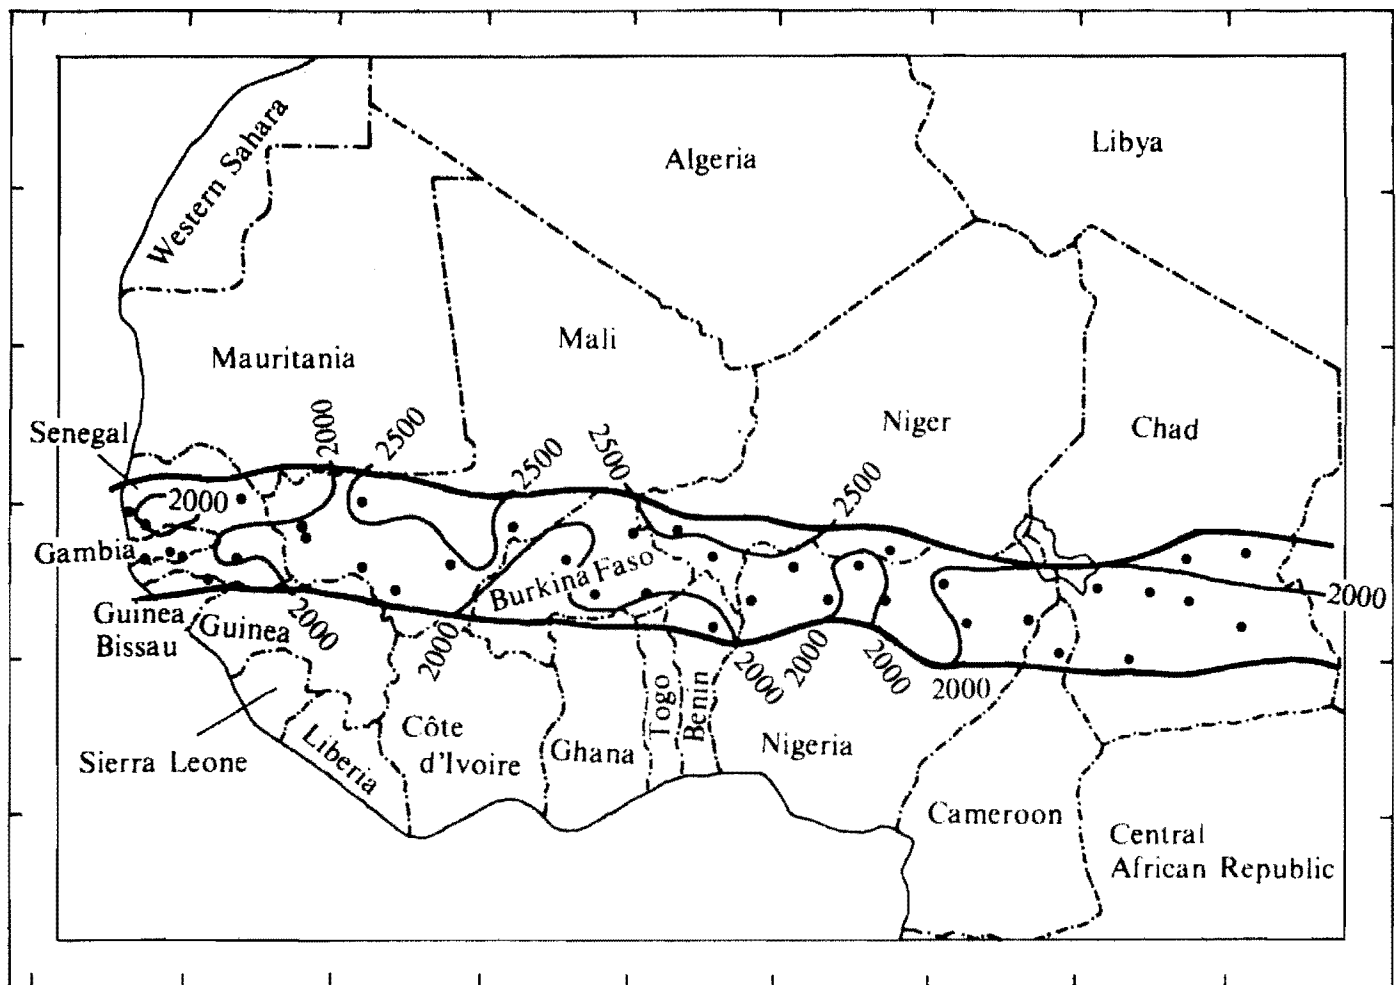 Libya
Algeria
Western Sahara
Mali
Mauritania
Niger
Chad
Senegal
2000
2500
2500
2500
2500
2000
Gambia
Burkina Faso
2000
Guinea
Bissau
Guinea
2000
2000
2000
2000
2000
2000
Togo
Benin
Côte
d'Ivoire
Ghana
Nigeria
Sierra Leone
Liberia
Cameroon
Central
African Republic